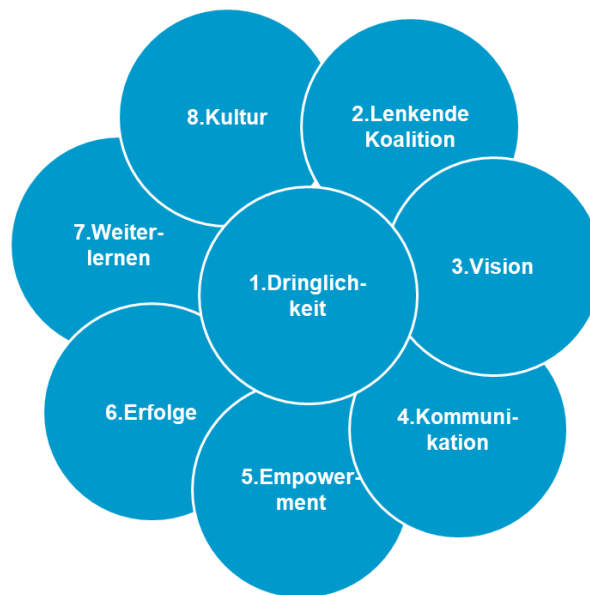 1.Dringlich-
keit
2.Lenkende
Koalition
3.Vision
4.Kommuni-
kation
5.Empower-
ment
6.Erfolge
7.Weiter-
lernen
8.Kultur